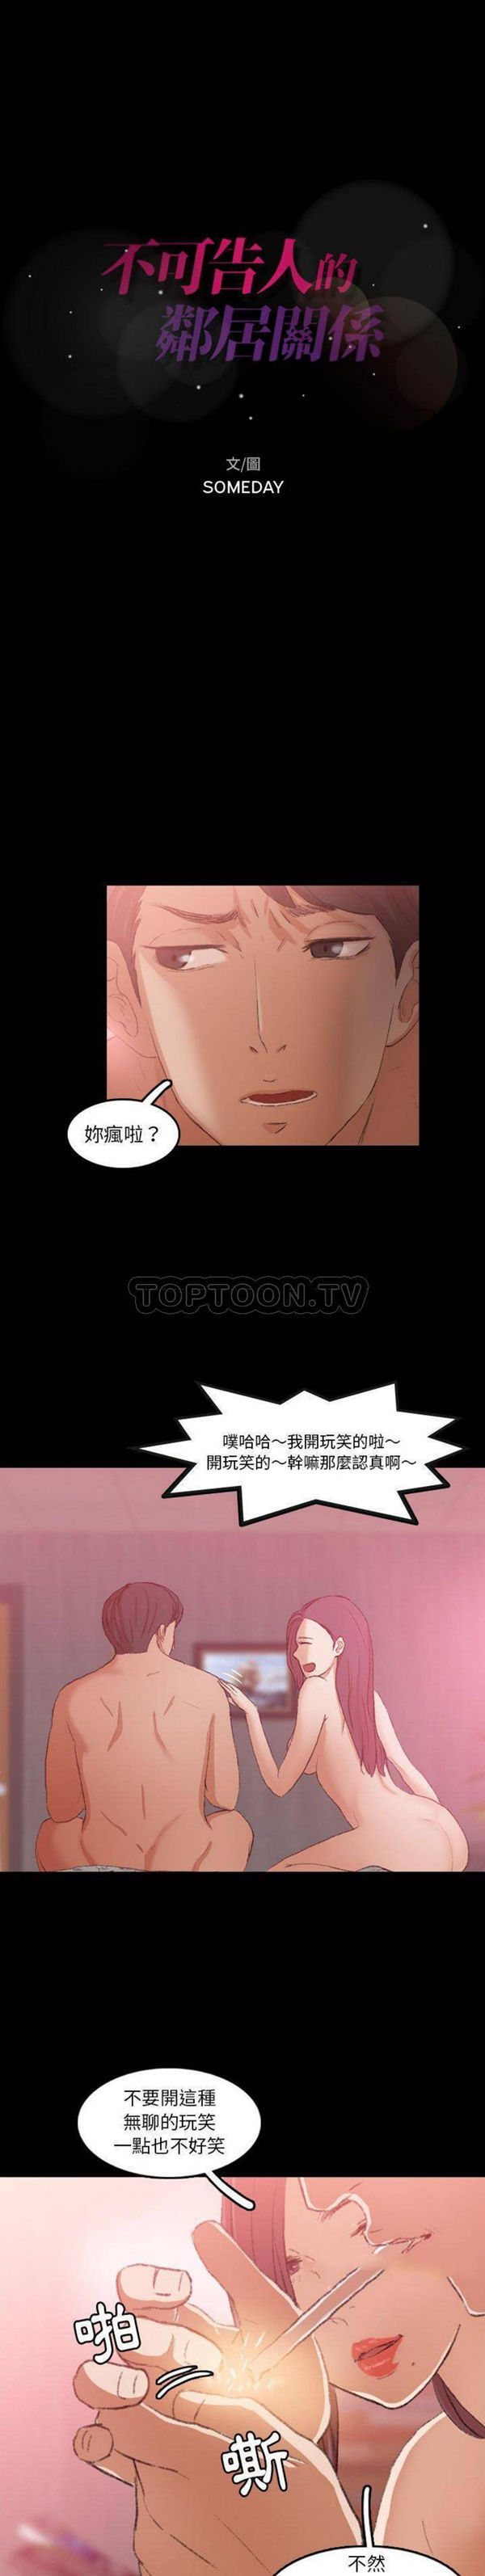 不可告人的
鄰居關係
文/圖
SOMEDAY
妳瘋啦？
TOPTOON.TV
噗哈哈～我開玩笑的啦～
開玩笑的～幹嘛那麼認真啊～
不要開這種
無聊的玩笑
一點也不好笑
啪
嘶
不然